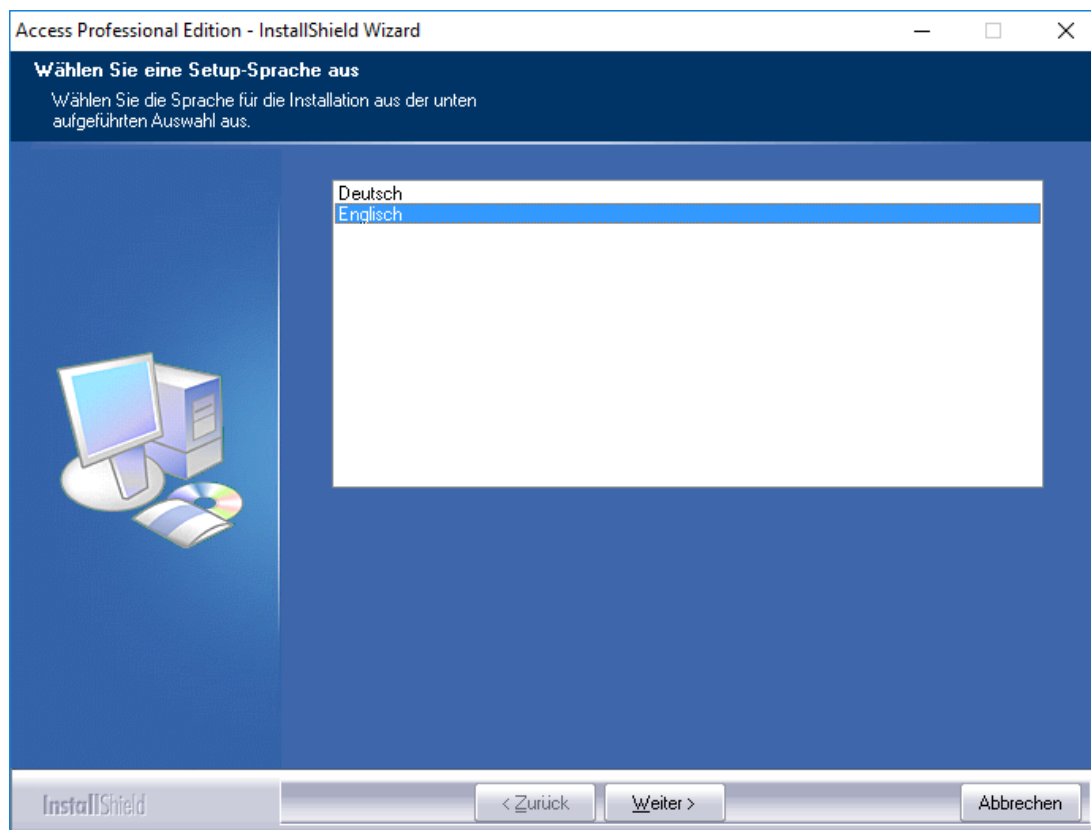 Access Professional Edition - InstallShield Wizard
Wählen Sie eine Setup-Sprache aus
Wählen Sie die Sprache für die Installation aus der unten
aufgeführten Auswahl aus.
Deutsch
Englisch
InstallShield
< Zurück
Weiter >
Abbrechen